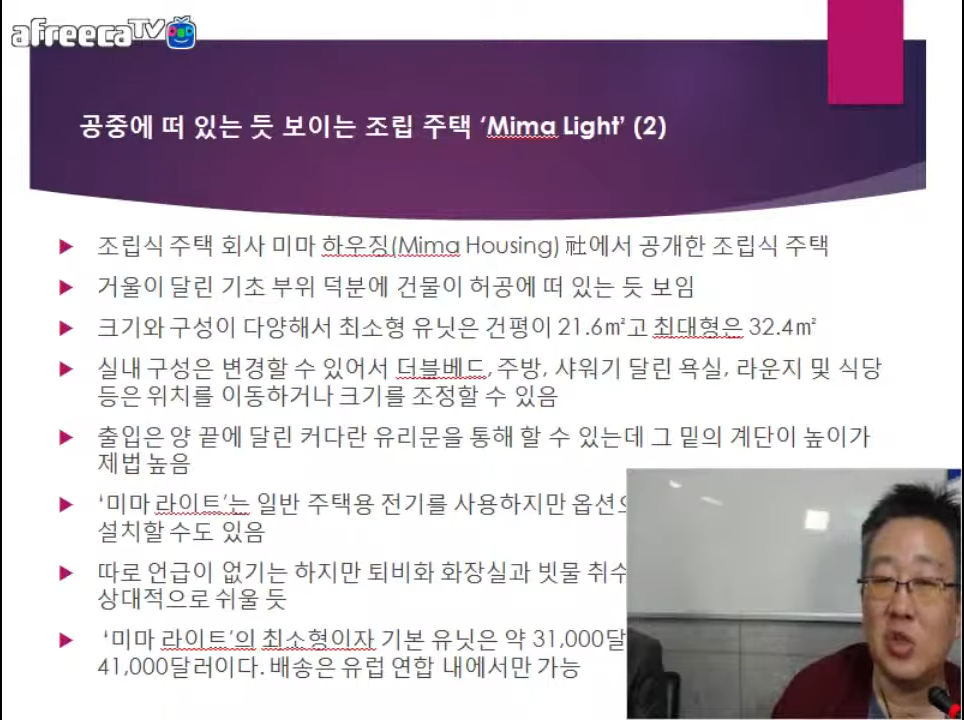 afreecaTV
공중에 떠 있는 듯 보이는 조립 주택 ‘Mima Light’ (2)
조립식 주택 회사 미마 하우징(Mima Housing) 社에서 공개한 조립식 주택
거울이 달린 기초 부위 덕분에 건물이 허공에 떠 있는 듯 보임
크기와 구성이 다양해서 최소형 유닛은 건평이 21.6㎡고 최대형은 32.4㎡
실내 구성은 변경할 수 있어서 더블베드, 주방, 샤워기 달린 욕실, 라운지 및 식당
등은 위치를 이동하거나 크기를 조정할 수 있음
출입은 양 끝에 달린 커다란 유리문을 통해 할 수 있는데 그 밑의 계단이 높이가
제법 높음
‘미마 라이트’는 일반 주택용 전기를 사용하지만 옵션
설치할 수도 있음
따로 언급이 없기는 하지만 퇴비화 화장실과 빗물 취수
상대적으로 쉬울 듯
‘미마 라이트’의 최소형이자 기본 유닛은 약 31,000달
41,000달러이다. 배송은 유럽 연합 내에서만 가능